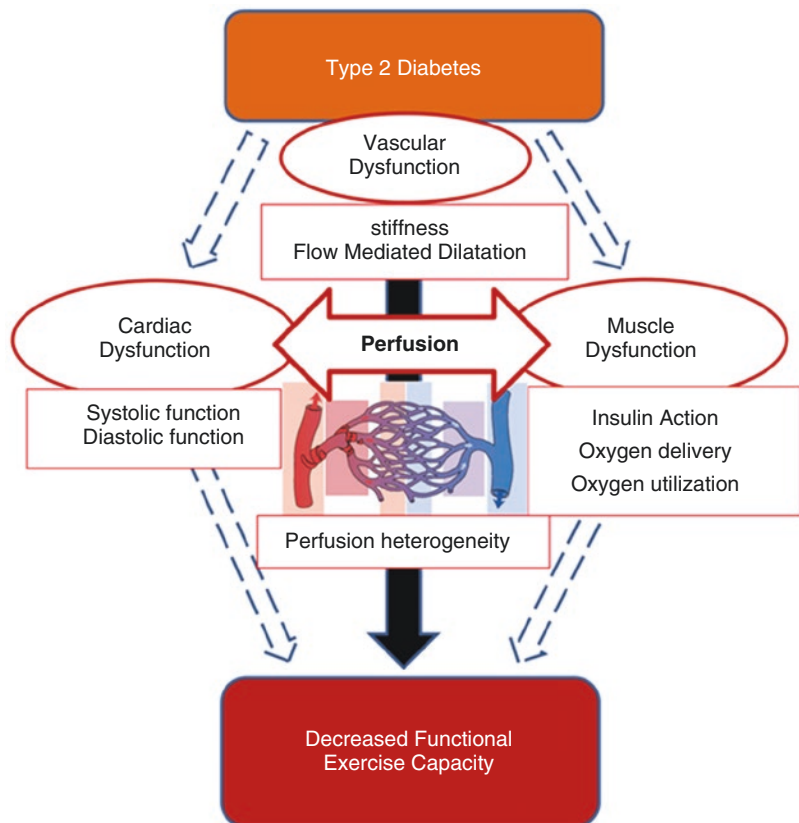 Type 2 Diabetes
Vascular
Dysfunction
stiffness
Flow Mediated Dilatation
Cardiac
Dysfunction
Perfusion
Muscle
Dysfunction
Systolic function
Diastolic function
Insulin Action
Oxygen delivery
Oxygen utilization
Perfusion heterogeneity
Decreased Functional
Exercise Capacity